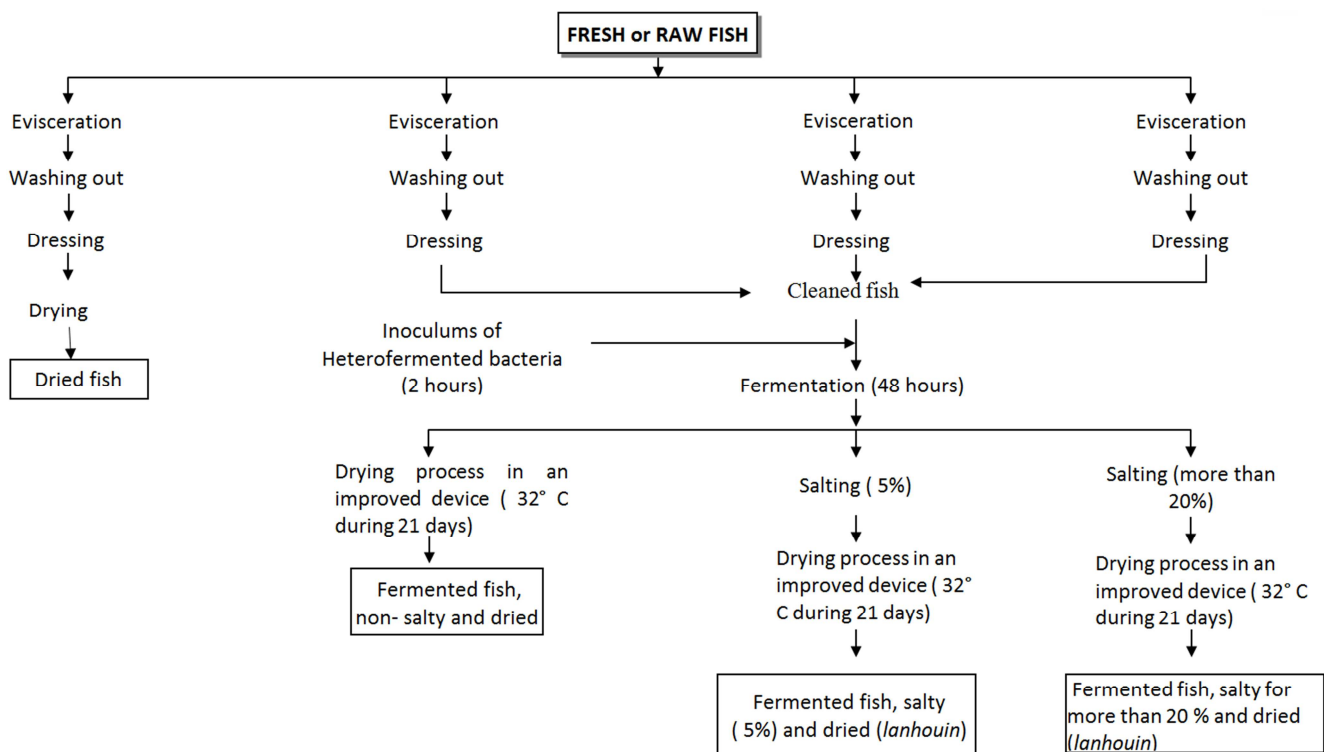 FRESH or RAW FISH
Evisceration
Evisceration
Evisceration
Evisceration
Washing out
Washing out
Washing out
Washing out
Dressing
Dressing
Dressing
Dressing
Cleaned fish
Drying
Dried fish
Inoculums of
Heterofermented bacteria
(2 hours)
Fermentation (48 hours)
Drying process in an
improved device ( 32° C
during 21 days)
Fermented fish,
non- salty and dried
Salting ( 5%)
Drying process in an
improved device ( 32°
C during 21 days)
Fermented fish, salty
( 5%) and dried (lanhouin)
Salting (more than
20%)
Drying process in an
improved device ( 32° C
during 21 days)
Fermented fish, salty for
more than 20 % and dried
(lanhouin)